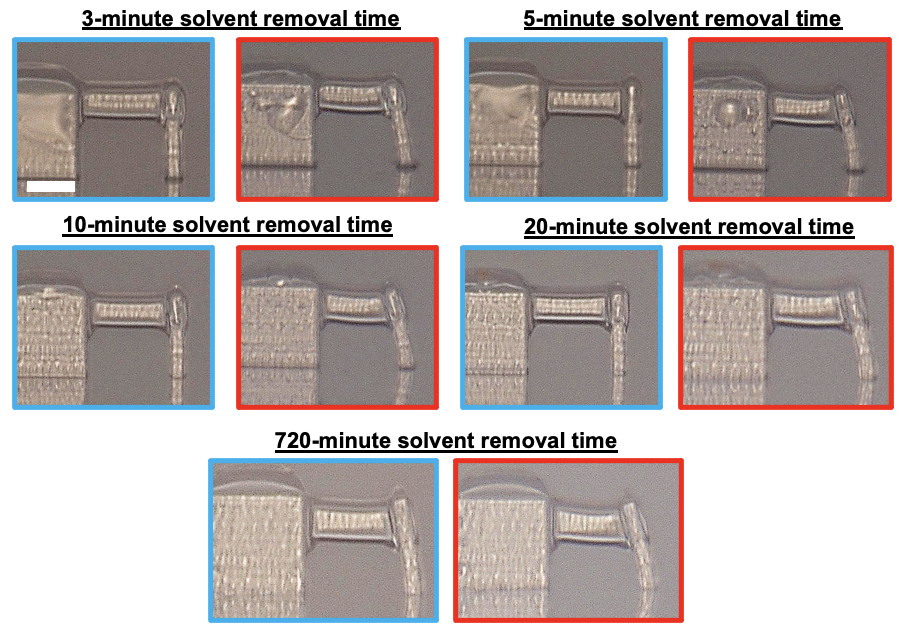 3-minute solvent removal time
5-minute solvent removal time
10-minute solvent removal time
20-minute solvent removal time
720-minute solvent removal time